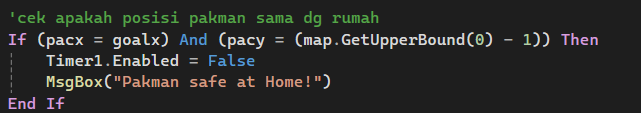 'cek apakah posisi pakman sama dg rumah
If (pacx = goalx) And (pacy = (map.GetUpperBound(0) - 1)) Then
    Timer1.Enabled = False
    MsgBox("Pakman safe at Home!")
End If